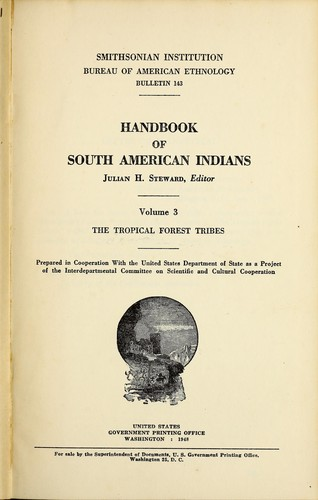 SMITHSONIAN INSTITUTION
BUREAU OF AMERICAN ETHNOLOGY
BULLETIN 143
HANDBOOK
OF
SOUTH AMERICAN INDIANS
JULIAN H. STEWARD, Editor
Volume 3
THE TROPICAL FOREST TRIBES
Prepared in Cooperation With the United States Department of State as a Project
of the Interdepartmental Committee on Scientific and Cultural Cooperation
UNITED STATES
GOVERNMENT PRINTING OFFICE
WASHINGTON : 1948
For sale by the Superintendent of Documents, U. S. Government Printing Office,
Washington 25, D. C.